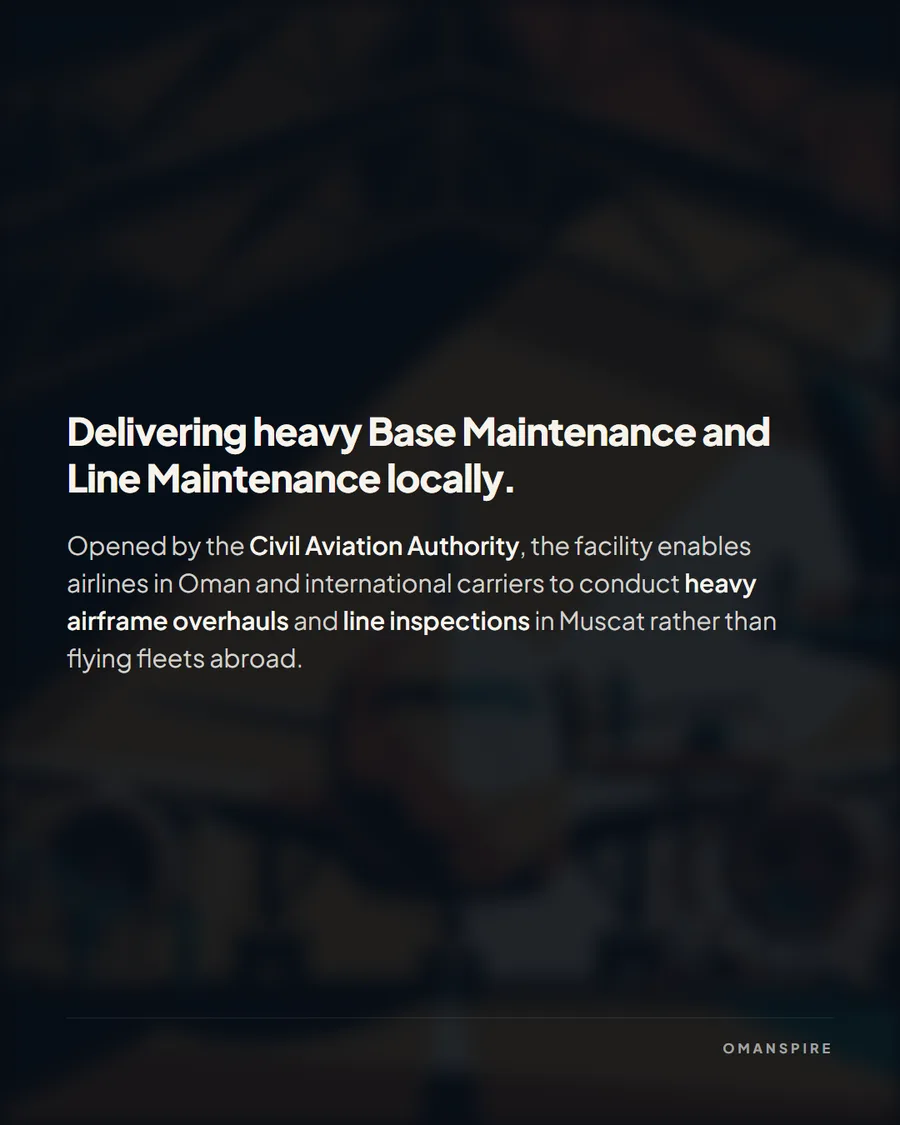 Delivering heavy Base Maintenance and
Line Maintenance locally.
Opened by the Civil Aviation Authority, the facility enables
airlines in Oman and international carriers to conduct heavy
airframe overhauls and line inspections in Muscat rather than
flying fleets abroad.
OMANSPIRE